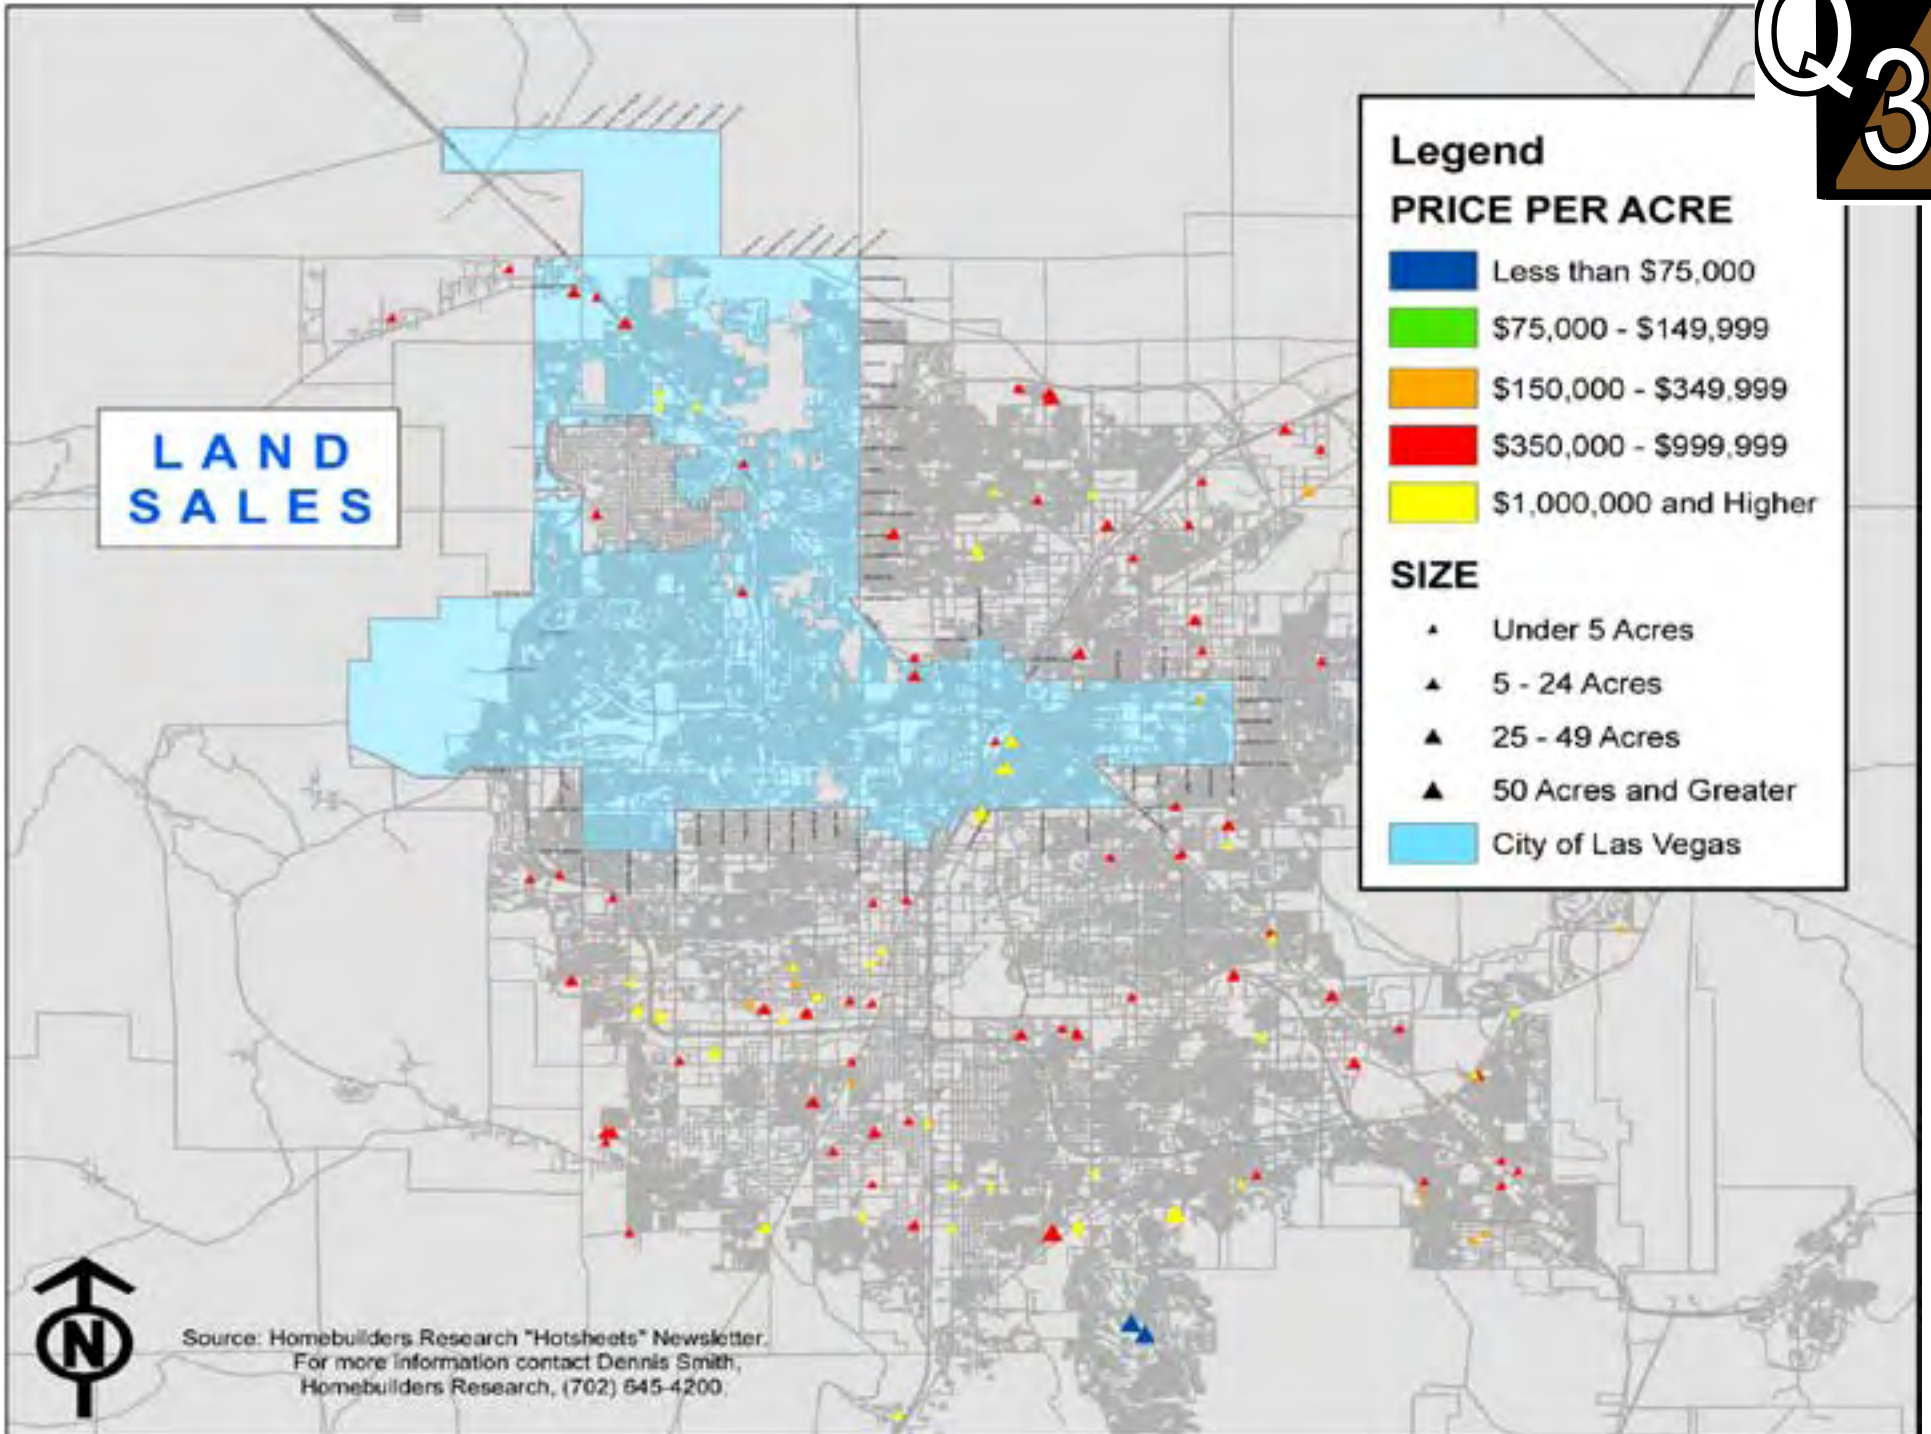 Q
3
Legend
PRICE PER ACRE
Less than $75,000
$75,000 - $149,999
$150,000 - $349,999
$350,000 - $999,999
$1,000,000 and Higher
SIZE
Under 5 Acres
5 - 24 Acres
25 - 49 Acres
50 Acres and Greater
City of Las Vegas
LAND
SALES
N
Source: Homebuilders Research "Hotsheets" Newsletter.
For more information contact Dennis Smith,
Homebuilders Research, (702) 645-4200.